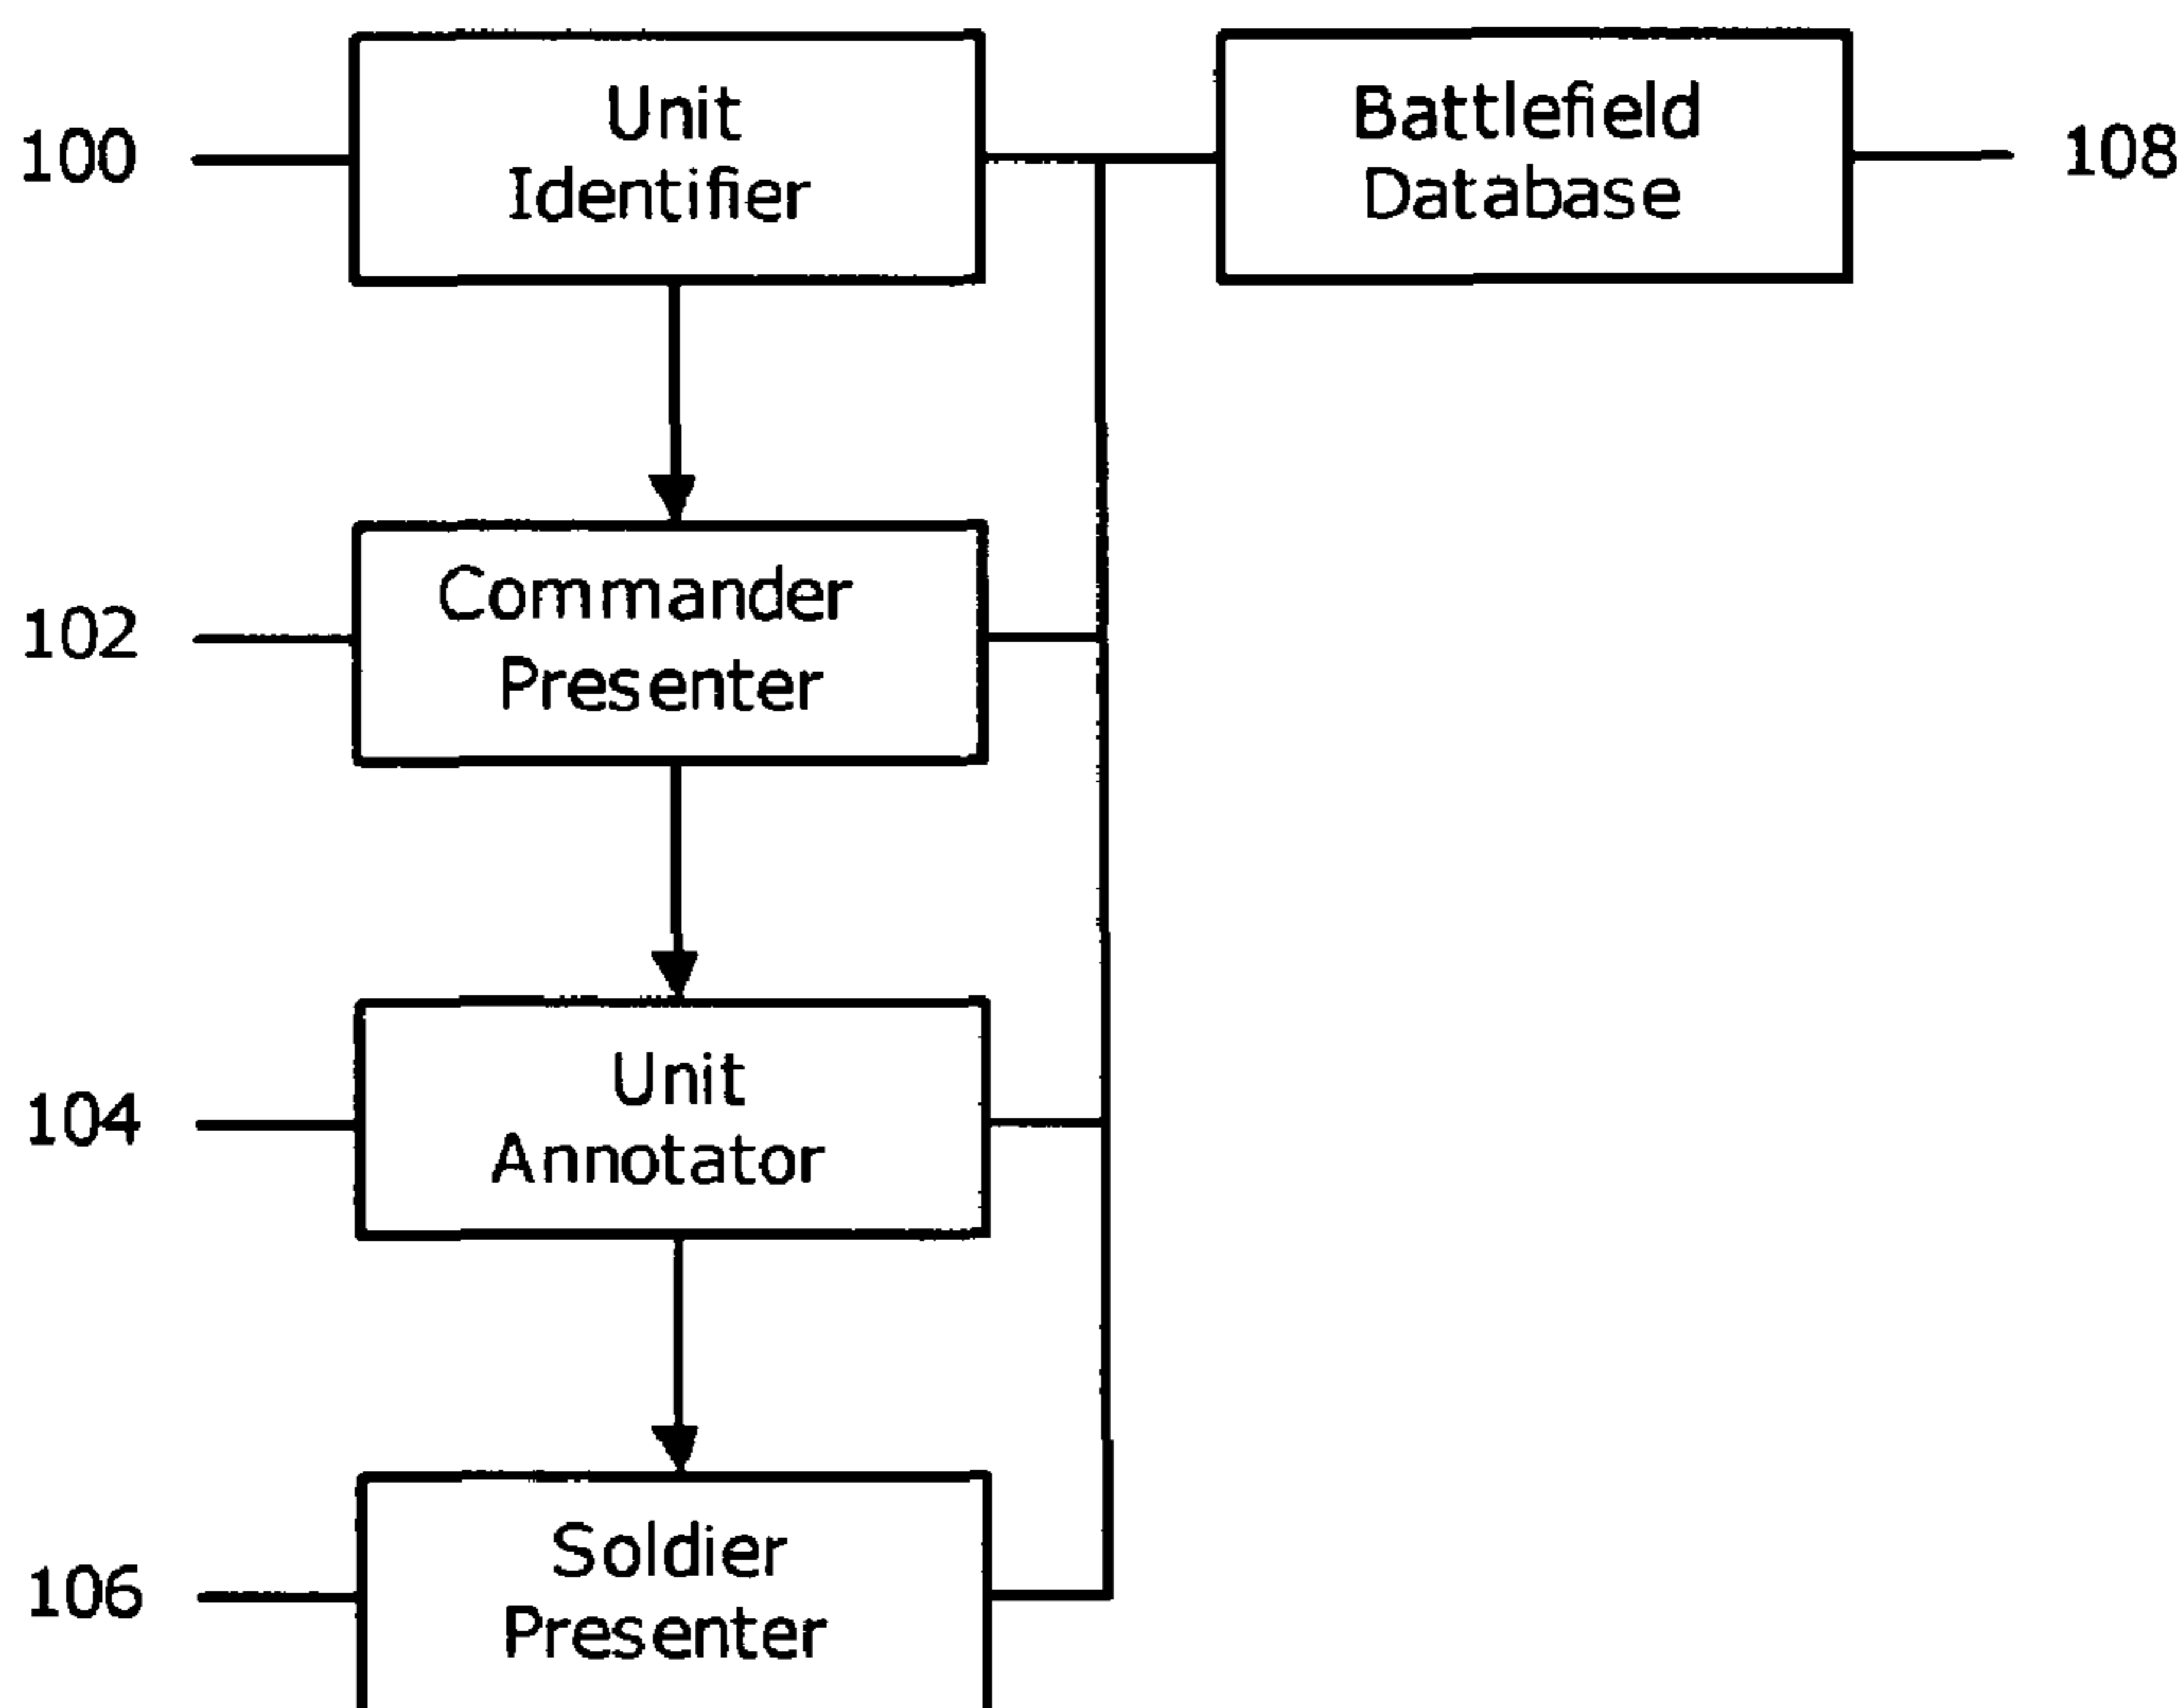 100
Unit
Identifier
Battlefield
Database
108
102
Commander
Presenter
104
Unit
Annotator
106
Soldier
Presenter